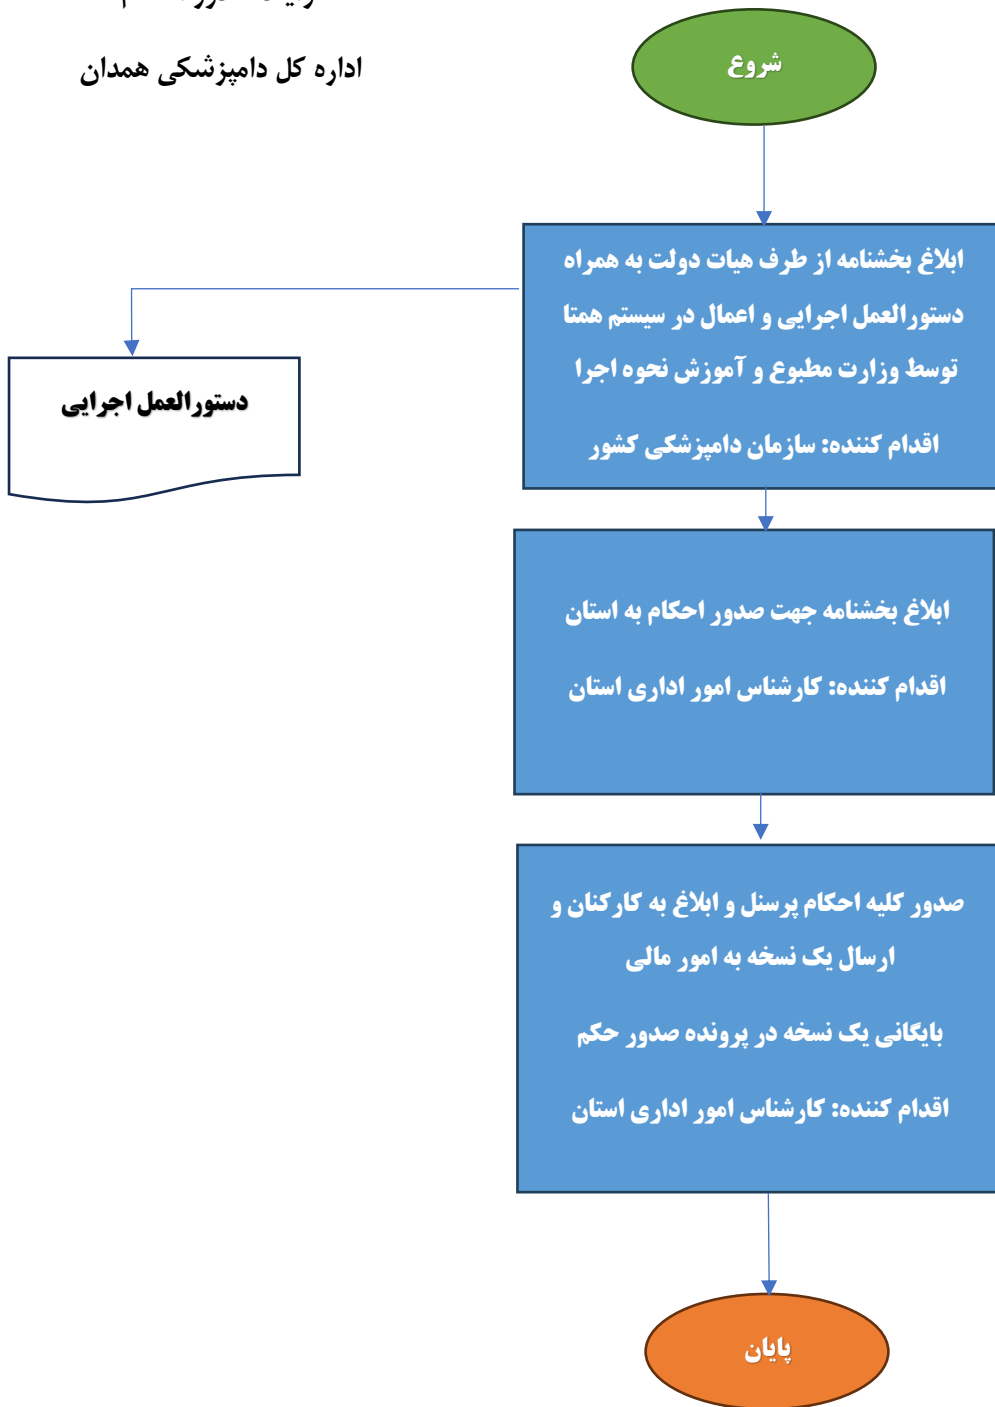 اداره کل دامپزشکی همدان
شروع
ابلاغ بخشنامه از طرف هیات دولت به همراه
دستورالعمل اجرایی و اعمال در سیستم همتا
توسط وزارت مطبوع و آموزش نحوه اجرا
اقدام کننده: سازمان دامپزشکی کشور
دستورالعمل اجرایی
ابلاغ بخشنامه جهت صدور احکام به استان
اقدام کننده: کارشناس امور اداری استان
صدور کلیه احکام پرسنل و ابلاغ به کارکنان و
ارسال یک نسخه به امور مالی
بایگانی یک نسخه در پرونده صدور حکم
اقدام کننده: کارشناس امور اداری استان
پایان